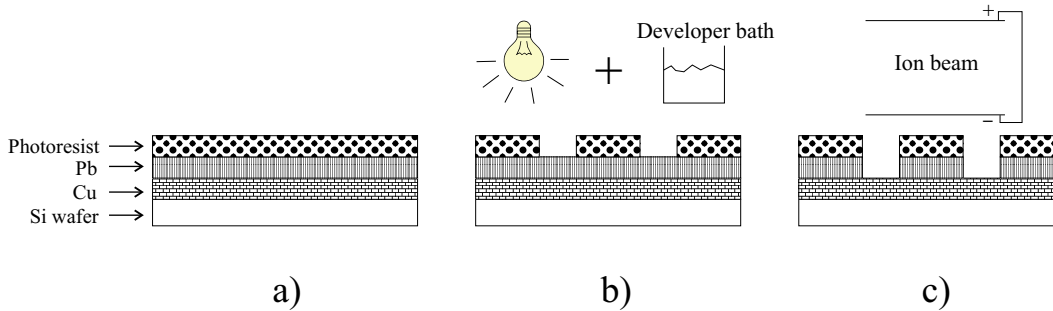 Developer bath
+
Ion beam
+
−
Photoresist
Pb
Cu
Si wafer
a)
b)
c)